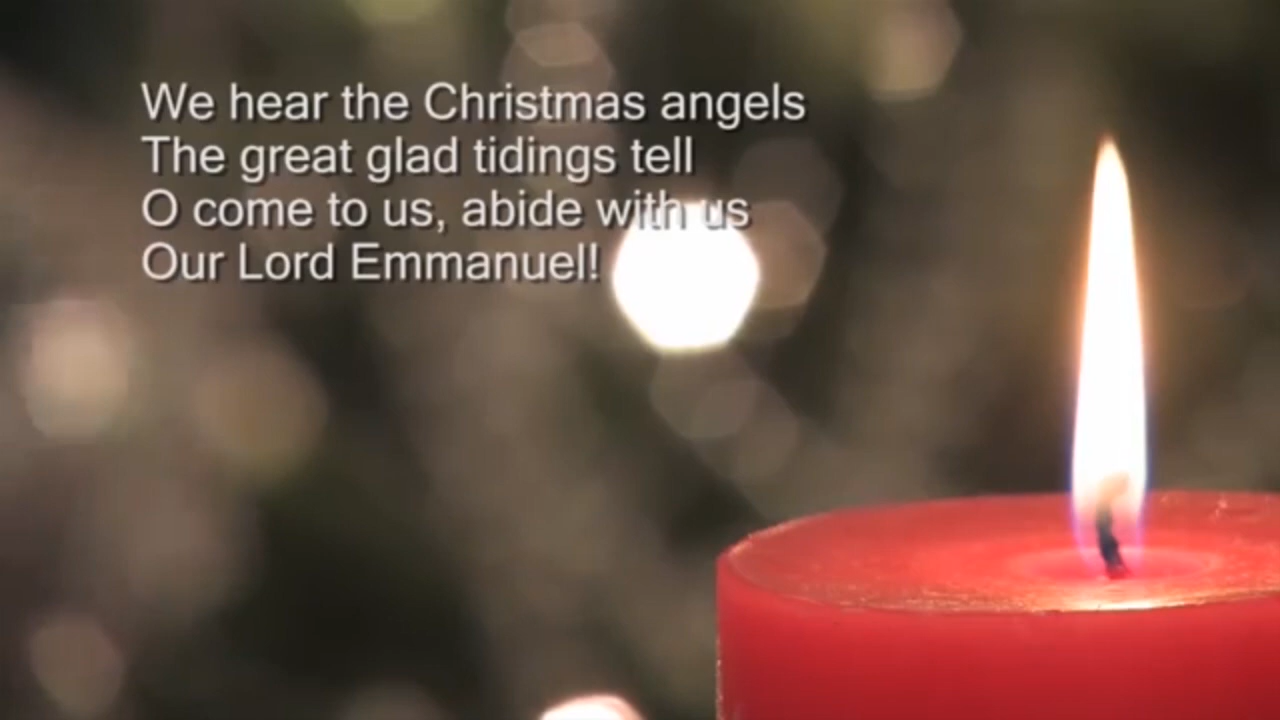 We hear the Christmas angels
The great glad tidings tell
O come to us, abide with us
Our Lord Emmanuel!